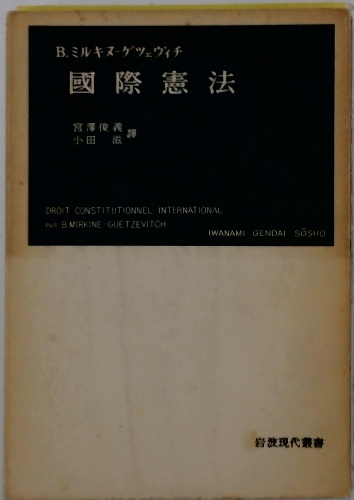 B.ミルキヌ-ゲツェヴィチ
國際憲法
宮澤俊義
小田 滋 譯
DROIT CONSTITUTIONNEL INTERNATIONAL
PAR B.MIRKINE-GUETZEVITCH
IWANAMI GENDAI SŌSHO
岩波現代叢書